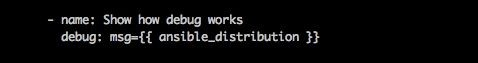 - name: Show how debug works
debug: msg={{ ansible_distribution }}